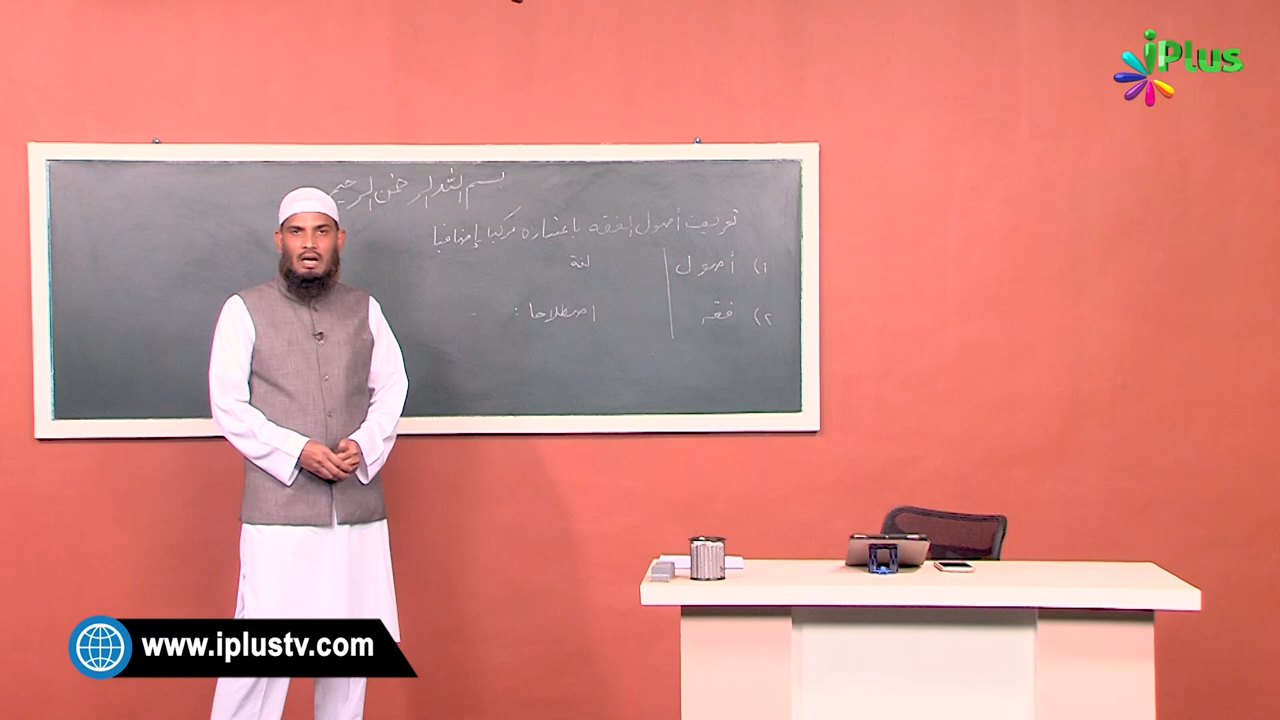 بسم الله الرحمن الرحيم
تعريف أصول الفقه باعتباره مركبا إضافيا
١) أصول لغة
٢) فقه اصطلاحا :
iPlus
www.iplustv.com